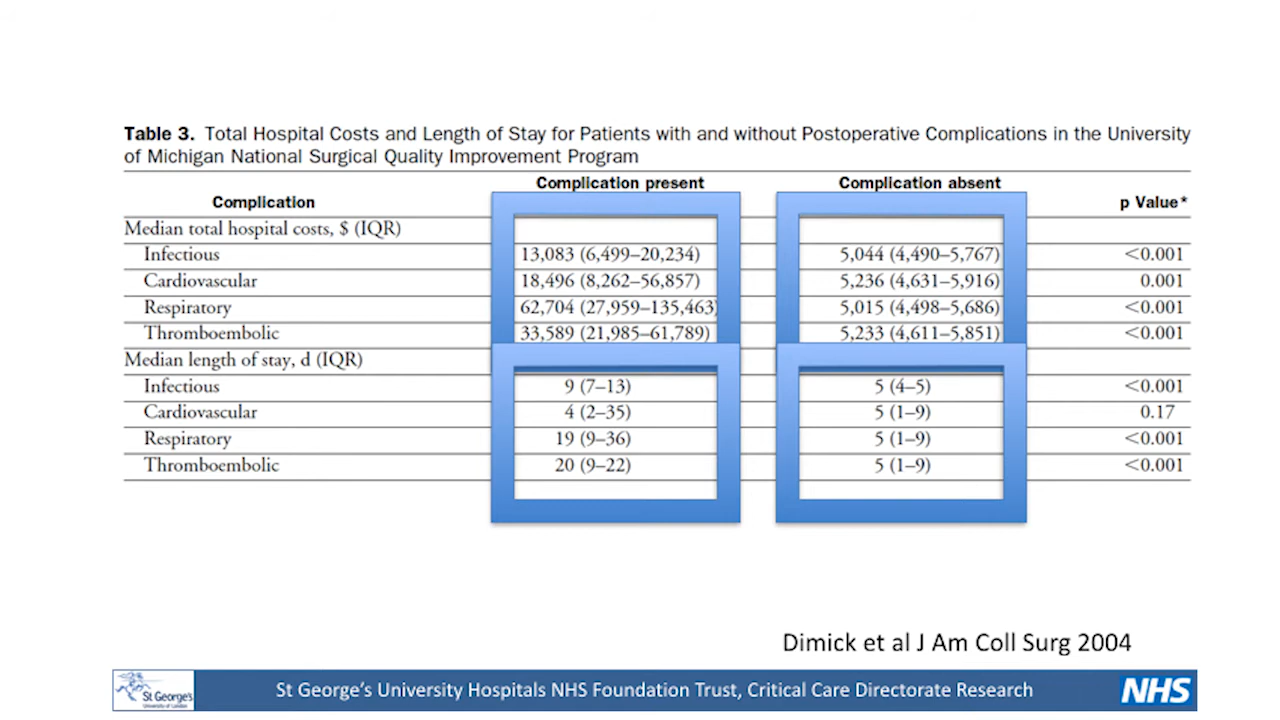 Table 3. Total Hospital Costs and Length of Stay for Patients with and without Postoperative Complications in the University
of Michigan National Surgical Quality Improvement Program
Complication Complication present Complication absent p Value*
Median total hospital costs, $ (IQR)
Infectious 13,083 (6,499–20,234) 5,044 (4,490–5,767) <0.001
Cardiovascular 18,496 (8,262–56,857) 5,236 (4,631–5,916) 0.001
Respiratory 62,704 (27,959–135,463) 5,015 (4,498–5,686) <0.001
Thromboembolic 33,589 (21,985–61,789) 5,233 (4,611–5,851) <0.001
Median length of stay, d (IQR)
Infectious 9 (7–13) 5 (4–5) <0.001
Cardiovascular 4 (2–35) 5 (1–9) 0.17
Respiratory 19 (9–36) 5 (1–9) <0.001
Thromboembolic 20 (9–22) 5 (1–9) <0.001
Dimick et al J Am Coll Surg 2004
St George's
University of London
St George’s University Hospitals NHS Foundation Trust, Critical Care Directorate Research
NHS